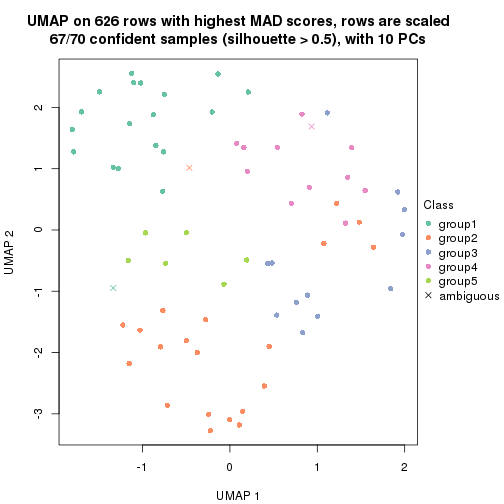 UMAP on 626 rows with highest MAD scores, rows are scaled
67/70 confident samples (silhouette > 0.5), with 10 PCs
2
1
0
-1
-2
-3
UMAP 2
-1
0
1
2
UMAP 1
Class
group1
group2
group3
group4
group5
ambiguous